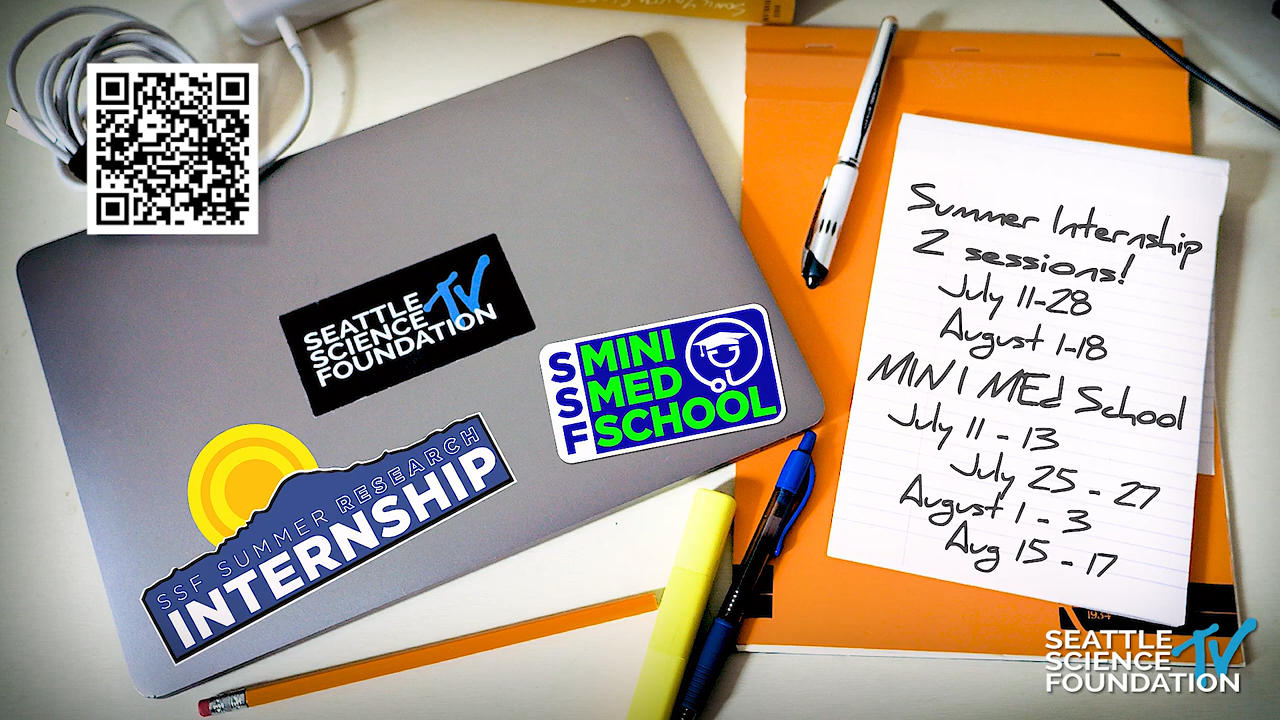 SEATTLE
SCIENCE TV
FOUNDATION
SSF
MINI
MED
SCHOOL
SSF SUMMER RESEARCH
INTERNSHIP
Summer Internship
2 sessions!
July 11-28
August 1-18
MINI MEd School
July 11 - 13
July 25 - 27
August 1 - 3
Aug 15 - 17
1934
SEATTLE
SCIENCE TV
FOUNDATION